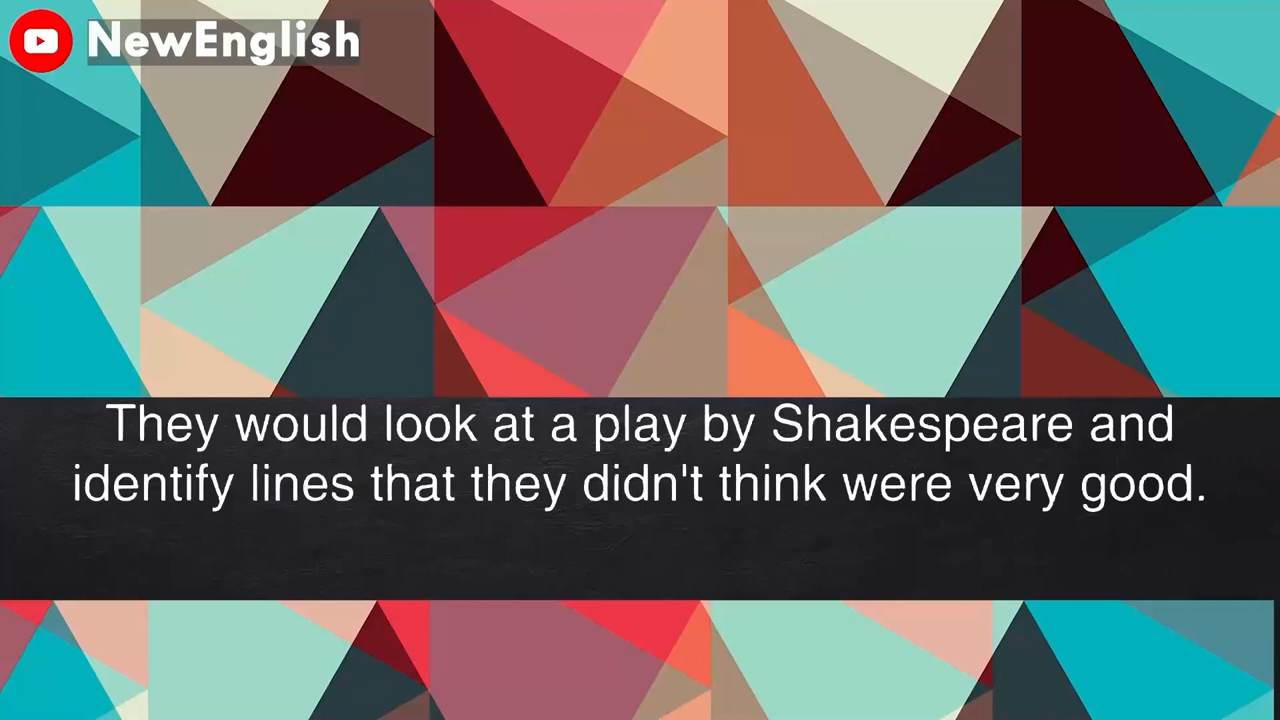 NewEnglish
They would look at a play by Shakespeare and
identify lines that they didn't think were very good.